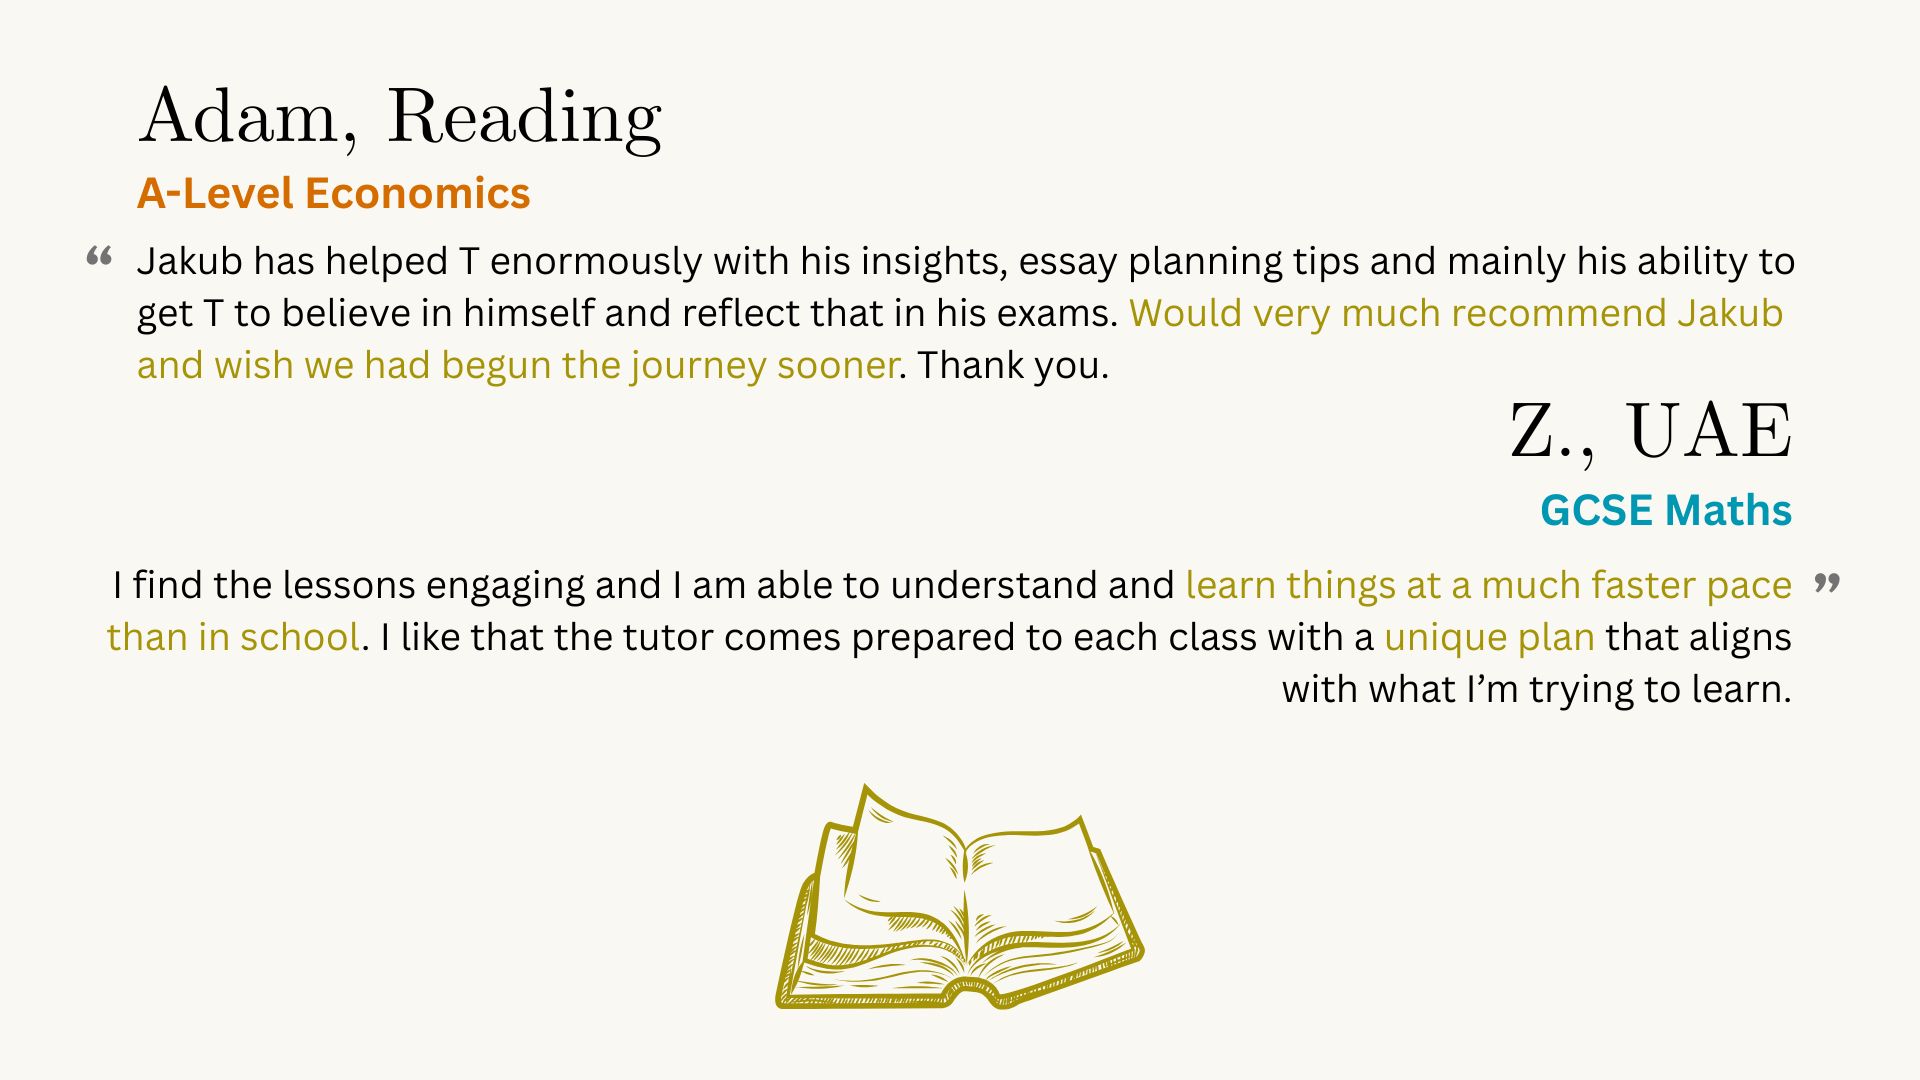 Adam, Reading
A-Level Economics
“ Jakub has helped T enormously with his insights, essay planning tips and mainly his ability to
get T to believe in himself and reflect that in his exams. Would very much recommend Jakub
and wish we had begun the journey sooner. Thank you.
Z., UAE
GCSE Maths
I find the lessons engaging and I am able to understand and learn things at a much faster pace ”
than in school. I like that the tutor comes prepared to each class with a unique plan that aligns
with what I’m trying to learn.